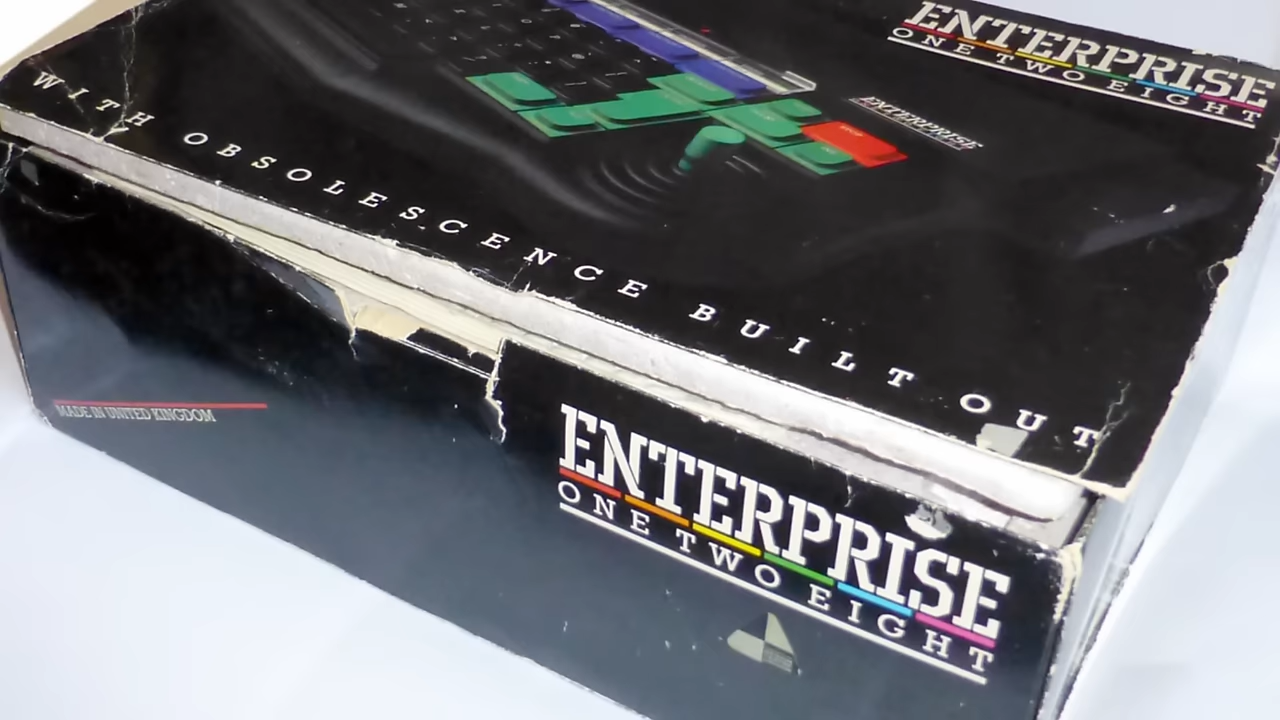 ENTERPRISE
ONE TWO EIGHT
ENTERPRISE
WITH OBSOLESCENCE BUILT OUT
MADE IN UNITED KINGDOM
ENTERPRISE
ONE TWO EIGHT